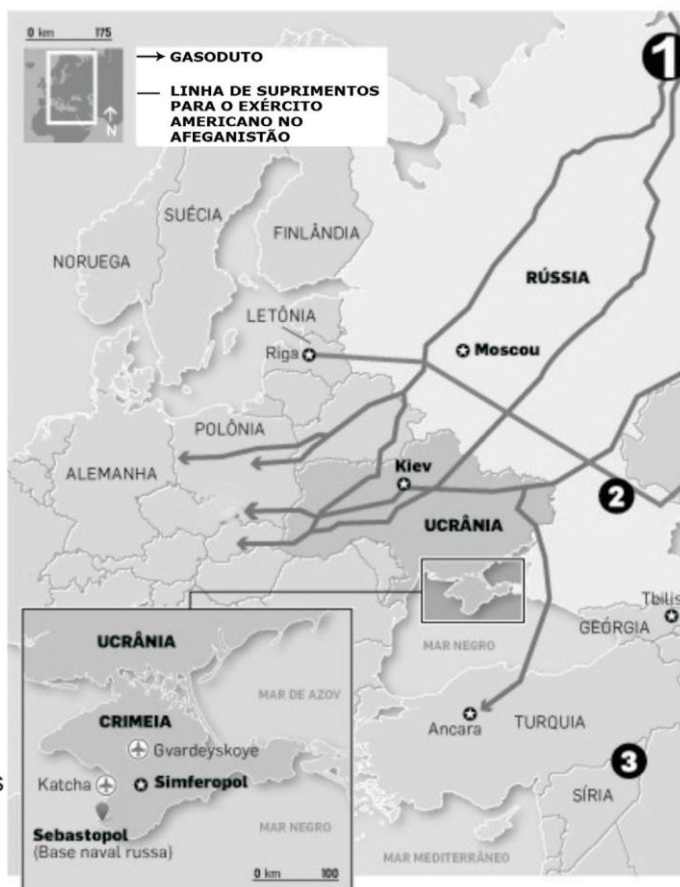 0 km 175
N
GASODUTO
LINHA DE SUPRIMENTOS
PARA O EXÉRCITO
AMERICANO NO
AFEGANISTÃO
1
SUÉCIA
FINLÂNDIA
NORUEGA
RÚSSIA
LETÔNIA
Riga
Moscou
POLÔNIA
ALEMANHA
Kiev
2
UCRÂNIA
Tbilis
GEÓRGIA
MAR NEGRO
Ancara
TURQUIA
3
SÍRIA
MAR MEDITERRÂNEO
UCRÂNIA
MAR DE AZOV
CRIMEIA
Gvardeyskoye
Katcha
Simferopol
Sebastopol
(Base naval russa)
MAR NEGRO
0 km 100
S